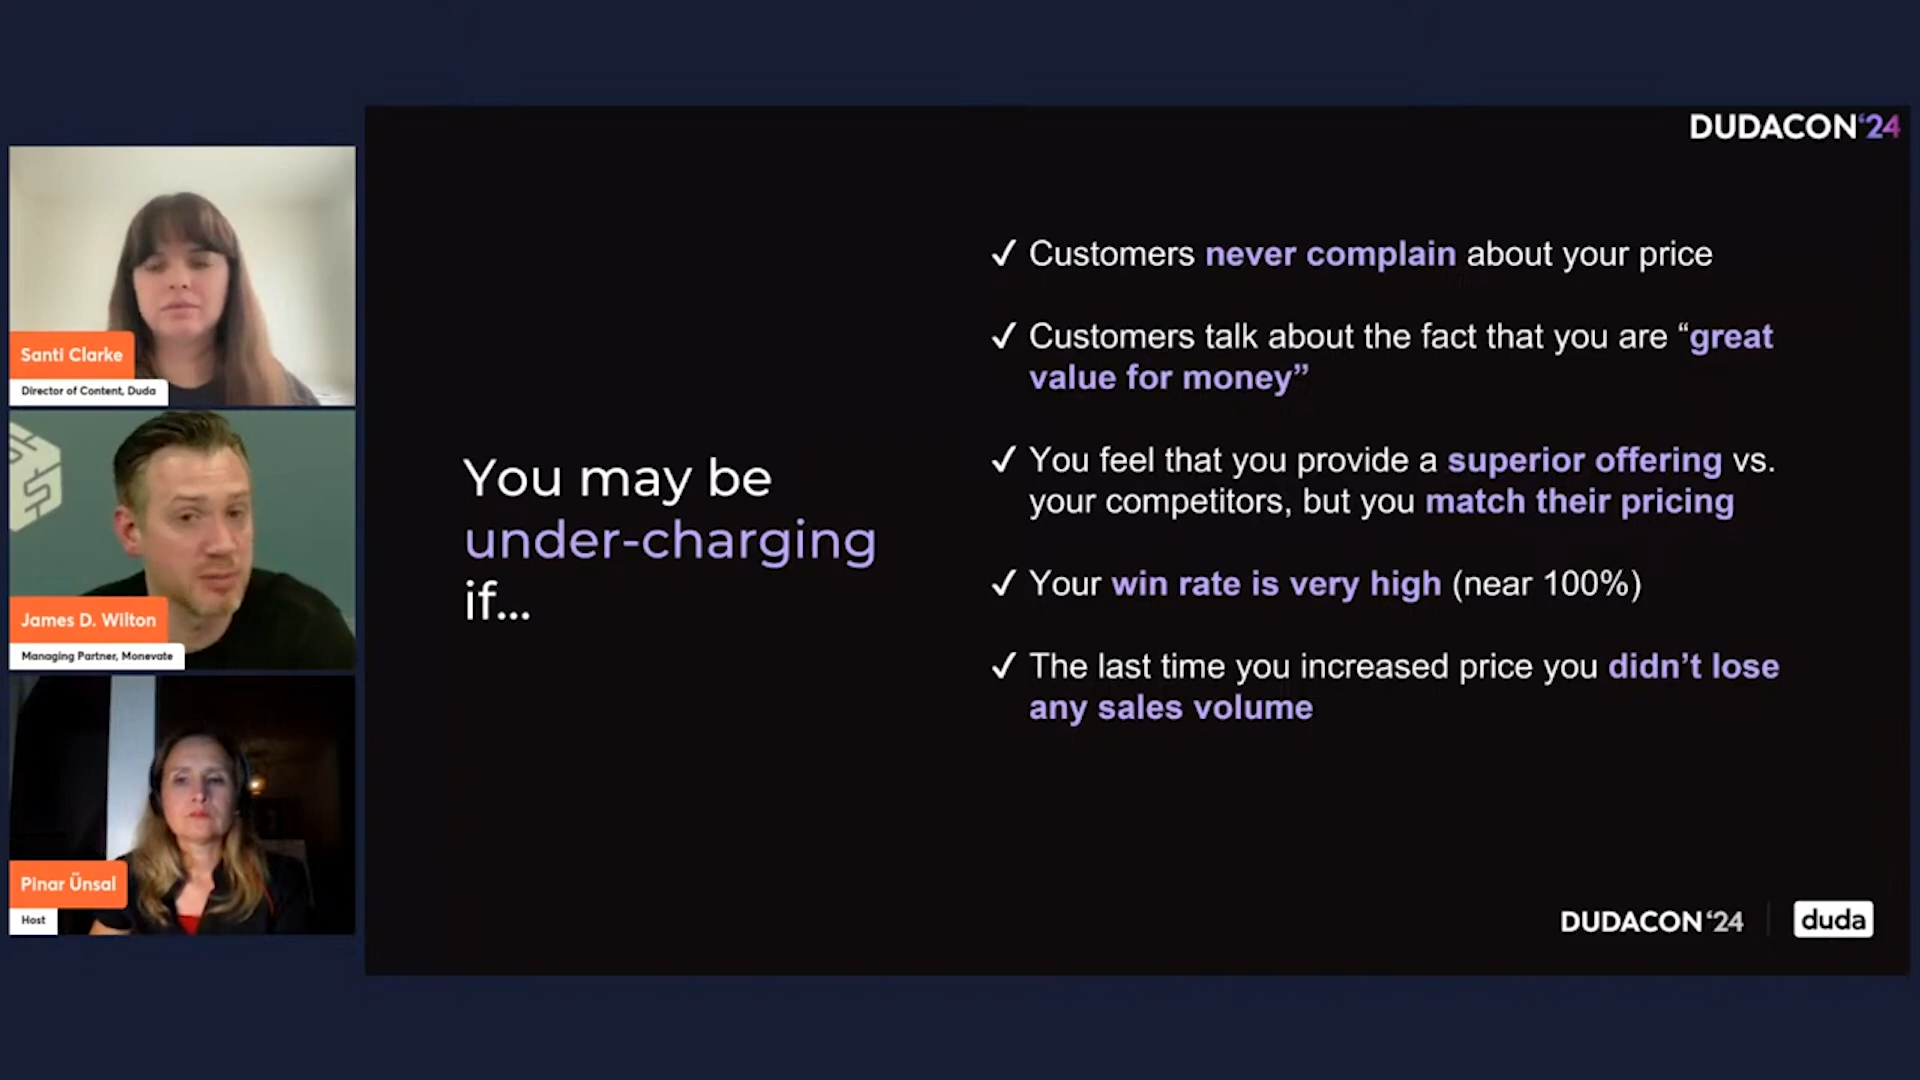 DUDACON‘24
Santi Clarke
Director of Content, Duda
James D. Wilton
Managing Partner, Monevate
Pinar Ünsal
Host
You may be
under-charging
if...
✓ Customers never complain about your price
✓ Customers talk about the fact that you are “great
value for money”
✓ You feel that you provide a superior offering vs.
your competitors, but you match their pricing
✓ Your win rate is very high (near 100%)
✓ The last time you increased price you didn’t lose
any sales volume
DUDACON‘24
duda